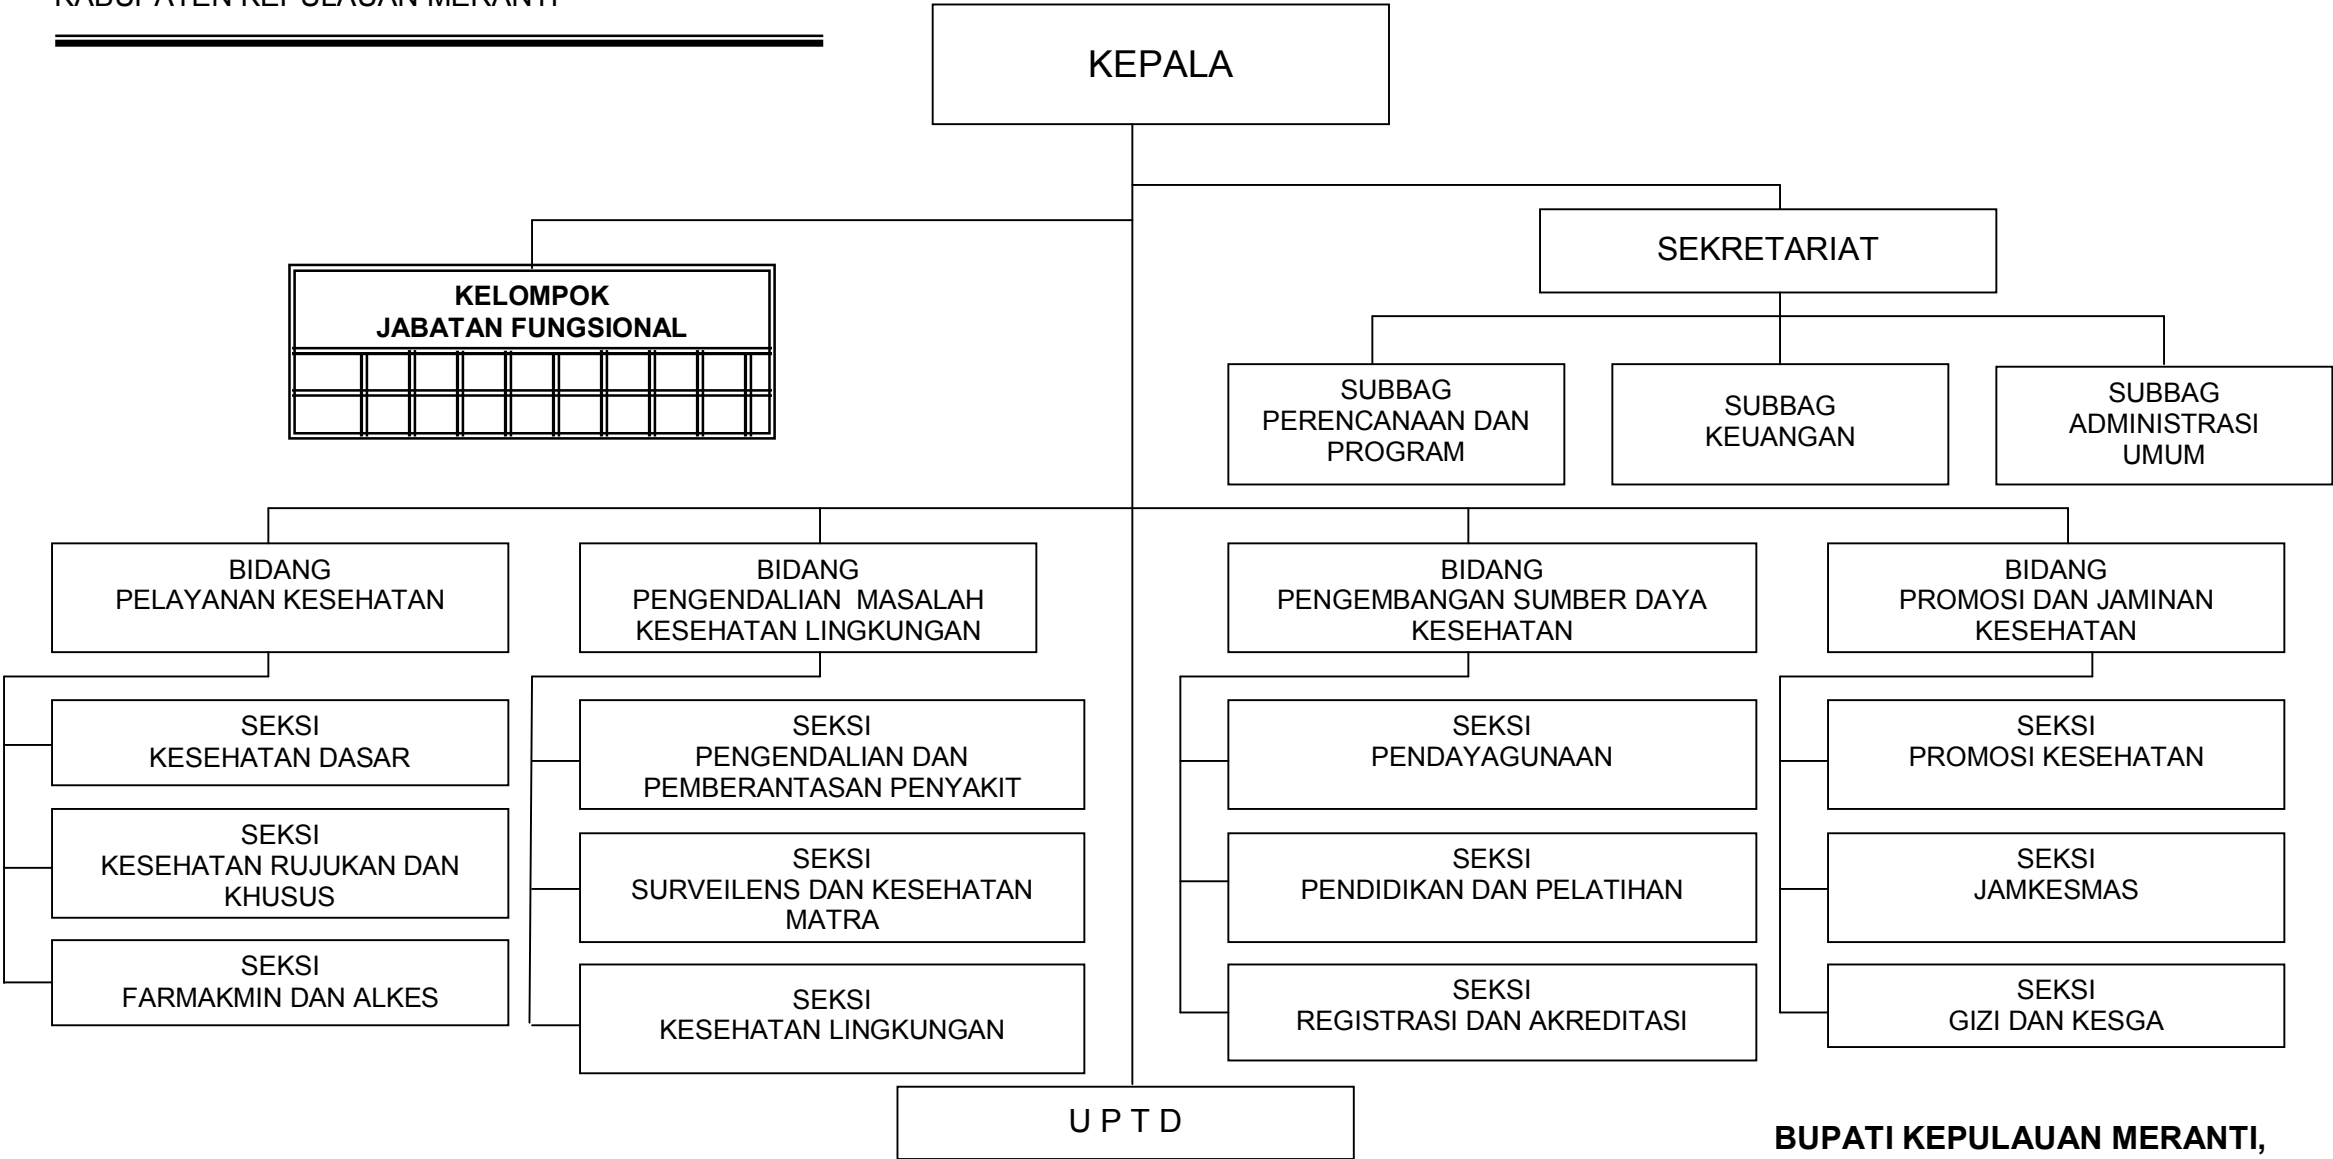 KABUPATEN KEPULAUAN MERANTI
KEPALA
SEKRETARIAT
KELOMPOK
JABATAN FUNGSIONAL
SUBBAG
PERENCANAAN DAN
PROGRAM
SUBBAG
KEUANGAN
SUBBAG
ADMINISTRASI
UMUM
BIDANG
PELAYANAN KESEHATAN
BIDANG
PENGENDALIAN MASALAH
KESEHATAN LINGKUNGAN
BIDANG
PENGEMBANGAN SUMBER DAYA
KESEHATAN
BIDANG
PROMOSI DAN JAMINAN
KESEHATAN
SEKSI
KESEHATAN DASAR
SEKSI
KESEHATAN RUJUKAN DAN
KHUSUS
SEKSI
FARMAKMIN DAN ALKES
SEKSI
PENGENDALIAN DAN
PEMBERANTASAN PENYAKIT
SEKSI
SURVEILENS DAN KESEHATAN
MATRA
SEKSI
KESEHATAN LINGKUNGAN
SEKSI
PENDAYAGUNAAN
SEKSI
PENDIDIKAN DAN PELATIHAN
SEKSI
REGISTRASI DAN AKREDITASI
SEKSI
PROMOSI KESEHATAN
SEKSI
JAMKESMAS
SEKSI
GIZI DAN KESGA
U P T D
BUPATI KEPULAUAN MERANTI,